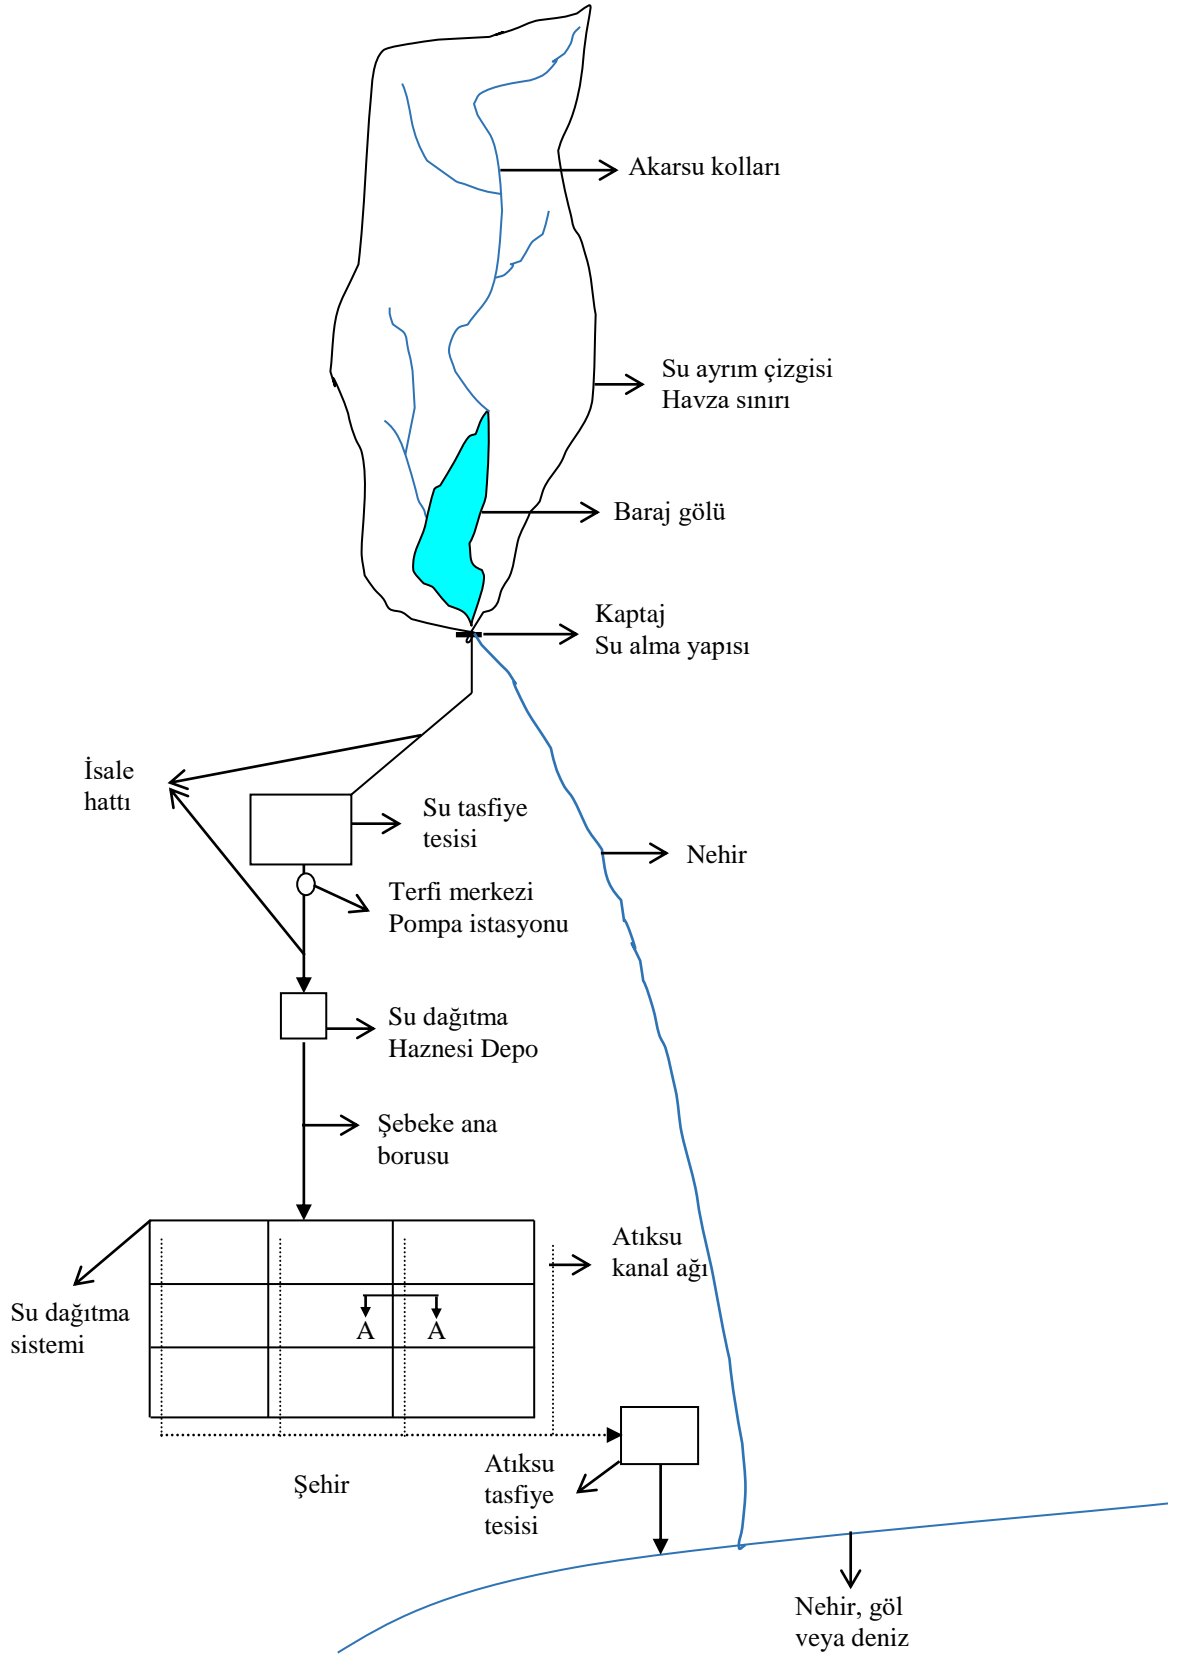 Akarsu kolları
Su ayrım çizgisi
Havza sınırı
Baraj gölü
Kaptaj
Su alma yapısı
İsale
hattı
Su tasfiye
tesisi
Nehir
Terfi merkezi
Pompa istasyonu
Su dağıtma
Haznesi Depo
Şebeke ana
borusu
Atıksu
kanal ağı
Su dağıtma
sistemi
A A
Şehir
Atıksu
tasfiye
tesisi
Nehir, göl
veya deniz